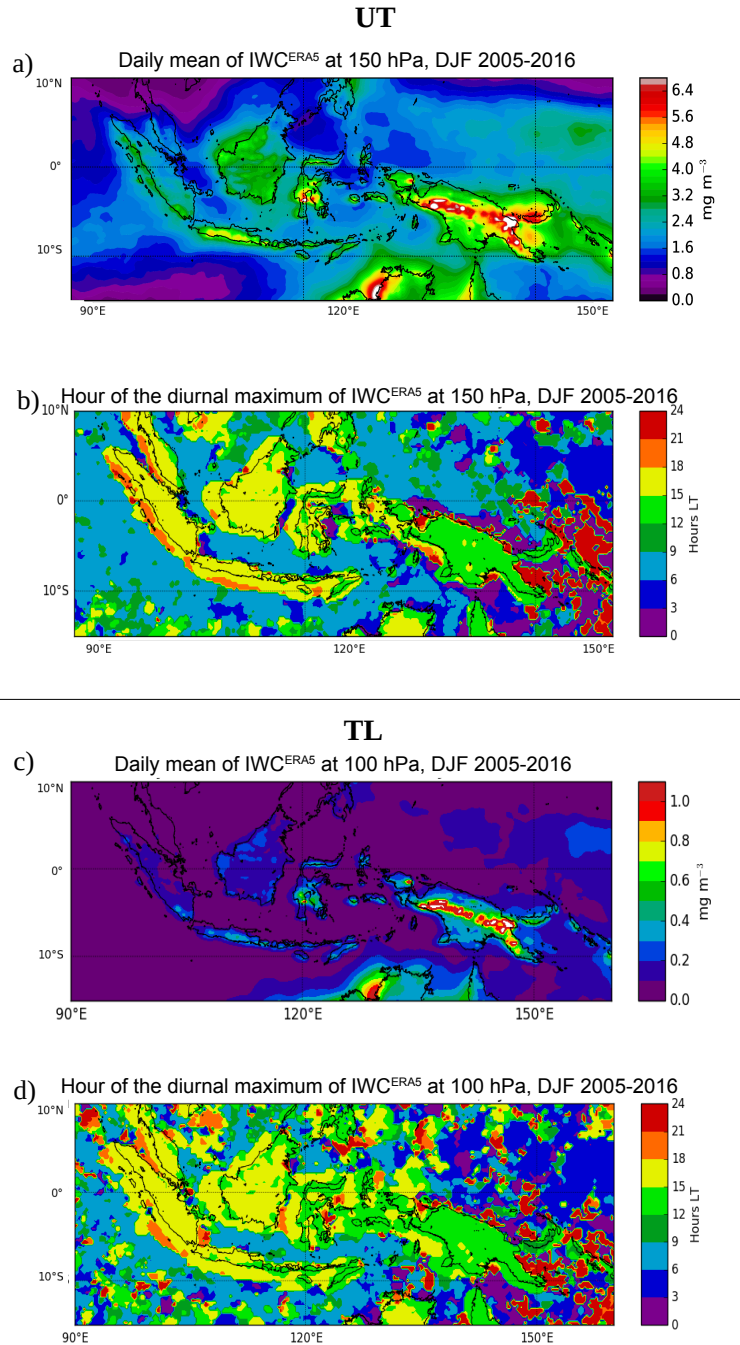 UT
a)
Daily mean of IWC^ERA5 at 150 hPa, DJF 2005-2016
10°N
0°
10°S
90°E 120°E 150°E
6.4
5.6
4.8
4.0
3.2
2.4
1.6
0.8
0.0
mg m⁻³
b)
Hour of the diurnal maximum of IWC^ERA5 at 150 hPa, DJF 2005-2016
10°N
0°
10°S
90°E 120°E 150°E
24
21
18
15
12
9
6
3
0
Hours LT
TL
c)
Daily mean of IWC^ERA5 at 100 hPa, DJF 2005-2016
10°N
0°
10°S
90°E 120°E 150°E
1.0
0.8
0.6
0.4
0.2
0.0
mg m⁻³
d)
Hour of the diurnal maximum of IWC^ERA5 at 100 hPa, DJF 2005-2016
10°N
0°
10°S
90°E 120°E 150°E
24
21
18
15
12
9
6
3
0
Hours LT